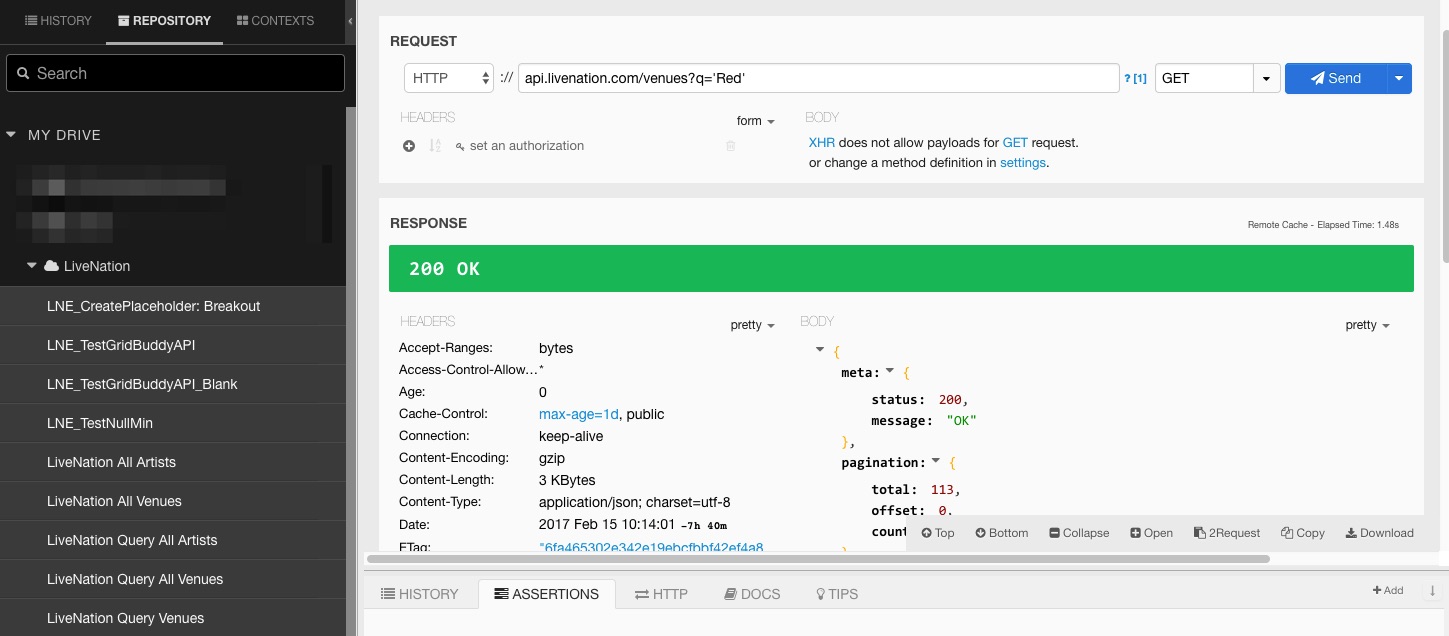 HISTORY REPOSITORY CONTEXTS
Search
MY DRIVE
LiveNation
LNE_CreatePlaceholder: Breakout
LNE_TestGridBuddyAPI
LNE_TestGridBuddyAPI_Blank
LNE_TestNullMin
LiveNation All Artists
LiveNation All Venues
LiveNation Query All Artists
LiveNation Query All Venues
LiveNation Query Venues
REQUEST
HTTP :// api.livenation.com/venues?q='Red' ? [1] GET Send
HEADERS form
set an authorization
BODY
XHR does not allow payloads for GET request.
or change a method definition in settings.
RESPONSE Remote Cache - Elapsed Time: 1.48s
200 OK
HEADERS pretty
Accept-Ranges: bytes
Access-Control-Allow... *
Age: 0
Cache-Control: max-age=1d, public
Connection: keep-alive
Content-Encoding: gzip
Content-Length: 3 KBytes
Content-Type: application/json; charset=utf-8
Date: 2017 Feb 15 10:14:01 -7h 40m
ETag: "6fa465302e342e19ebcfbbf42ef4a8
BODY pretty
{
meta: {
status: 200,
message: "OK"
},
pagination: {
total: 113,
offset: 0,
count
Top Bottom Collapse Open 2Request Copy Download
HISTORY ASSERTIONS HTTP DOCS TIPS Add